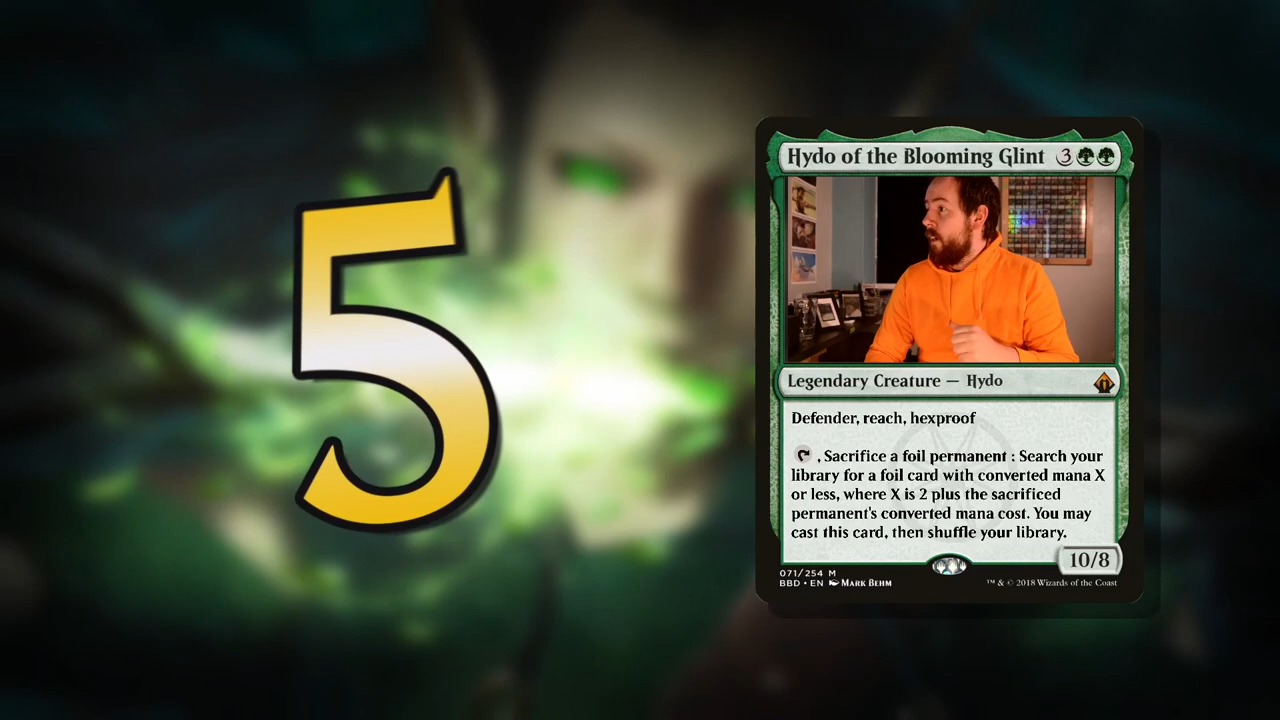 5
Hydo of the Blooming Glint 3
Legendary Creature — Hydo
Defender, reach, hexproof
, Sacrifice a foil permanent : Search your
library for a foil card with converted mana X
or less, where X is 2 plus the sacrificed
permanent's converted mana cost. You may
cast this card, then shuffle your library.
10/8
071/254 M
BBD • EN Mark Behm
™ & © 2018 Wizards of the Coast